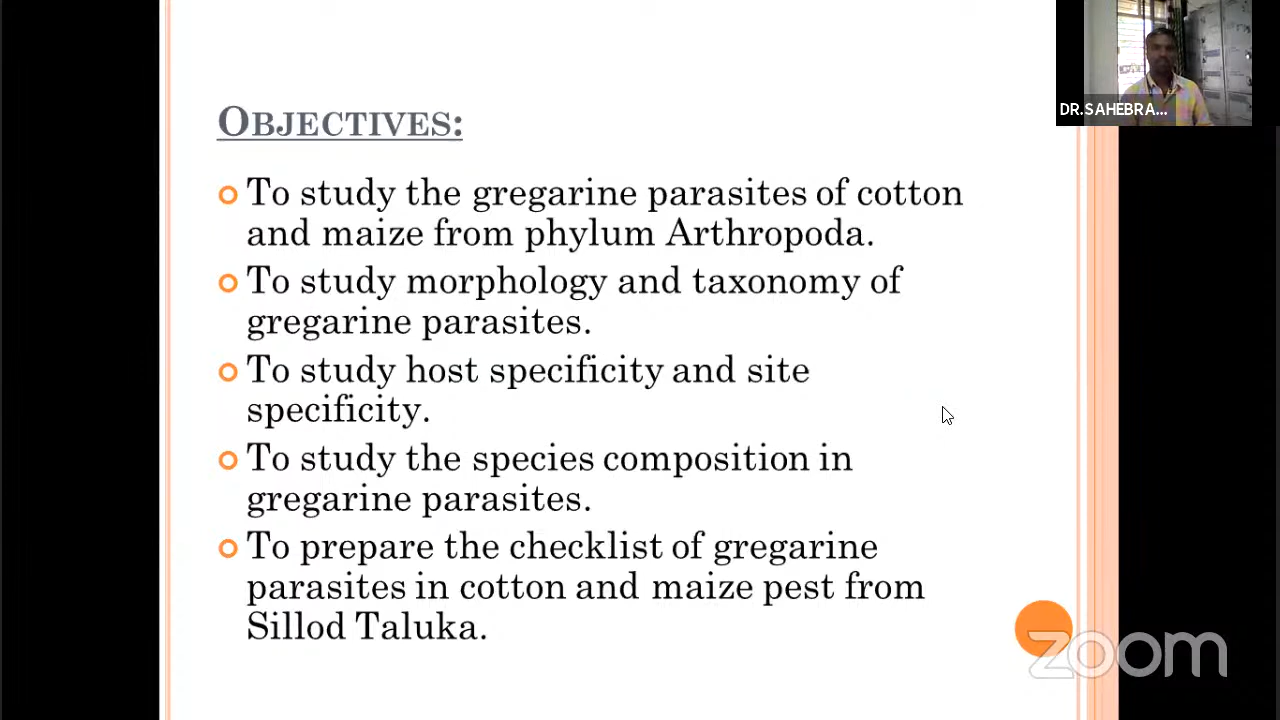 DR.SAHEBRA...
OBJECTIVES:
To study the gregarine parasites of cotton
and maize from phylum Arthropoda.
To study morphology and taxonomy of
gregarine parasites.
To study host specificity and site
specificity.
To study the species composition in
gregarine parasites.
To prepare the checklist of gregarine
parasites in cotton and maize pest from
Sillod Taluka.
zoom